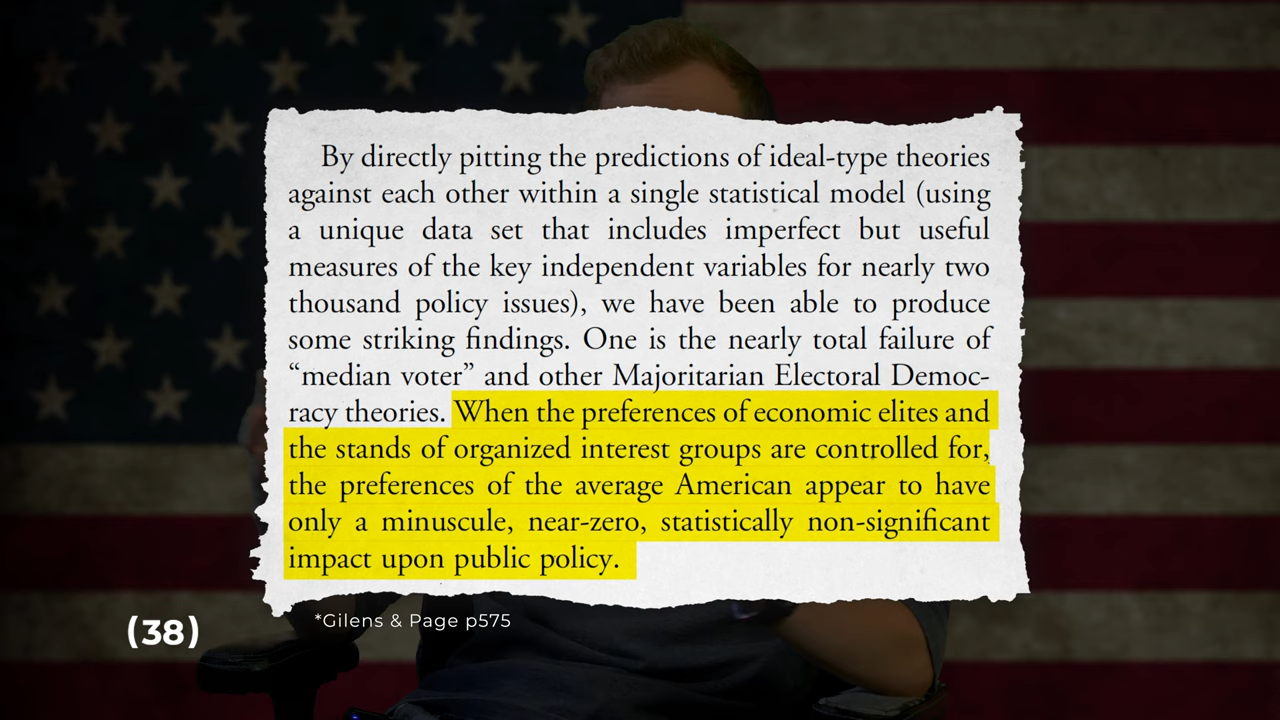 By directly pitting the predictions of ideal-type theories
against each other within a single statistical model (using
a unique data set that includes imperfect but useful
measures of the key independent variables for nearly two
thousand policy issues), we have been able to produce
some striking findings. One is the nearly total failure of
“median voter” and other Majoritarian Electoral Democ-
racy theories. When the preferences of economic elites and
the stands of organized interest groups are controlled for,
the preferences of the average American appear to have
only a minuscule, near-zero, statistically non-significant
impact upon public policy.
*Gilens & Page p575
(38)